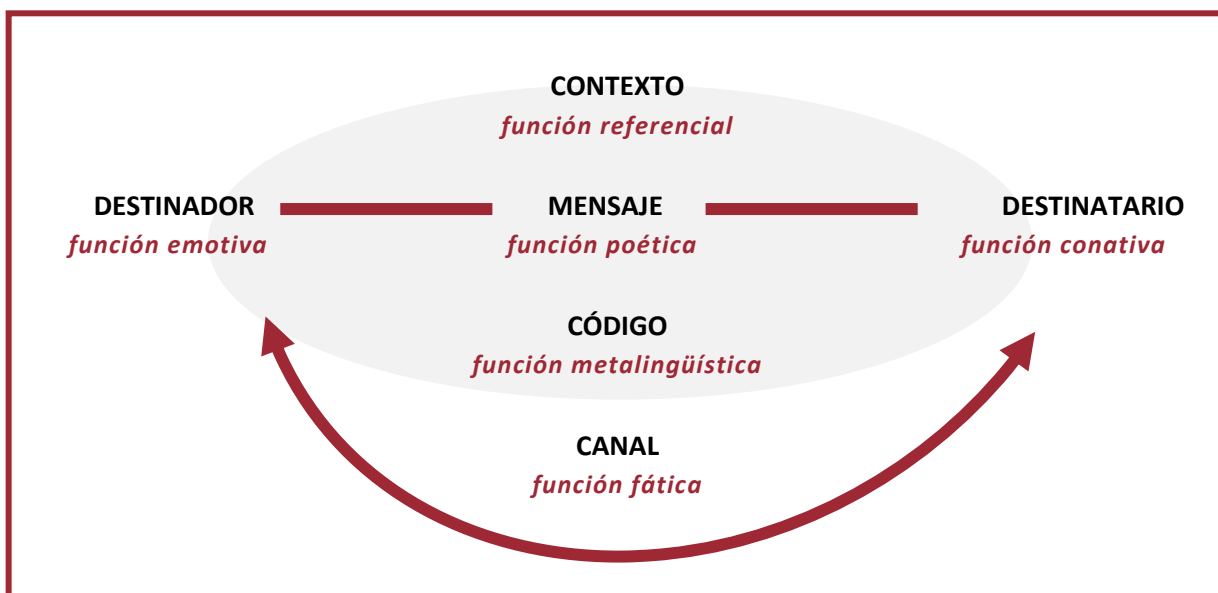 CONTEXTO
función referencial
DESTINADOR
función emotiva
MENSAJE
función poética
DESTINATARIO
función conativa
CÓDIGO
función metalingüística
CANAL
función fática